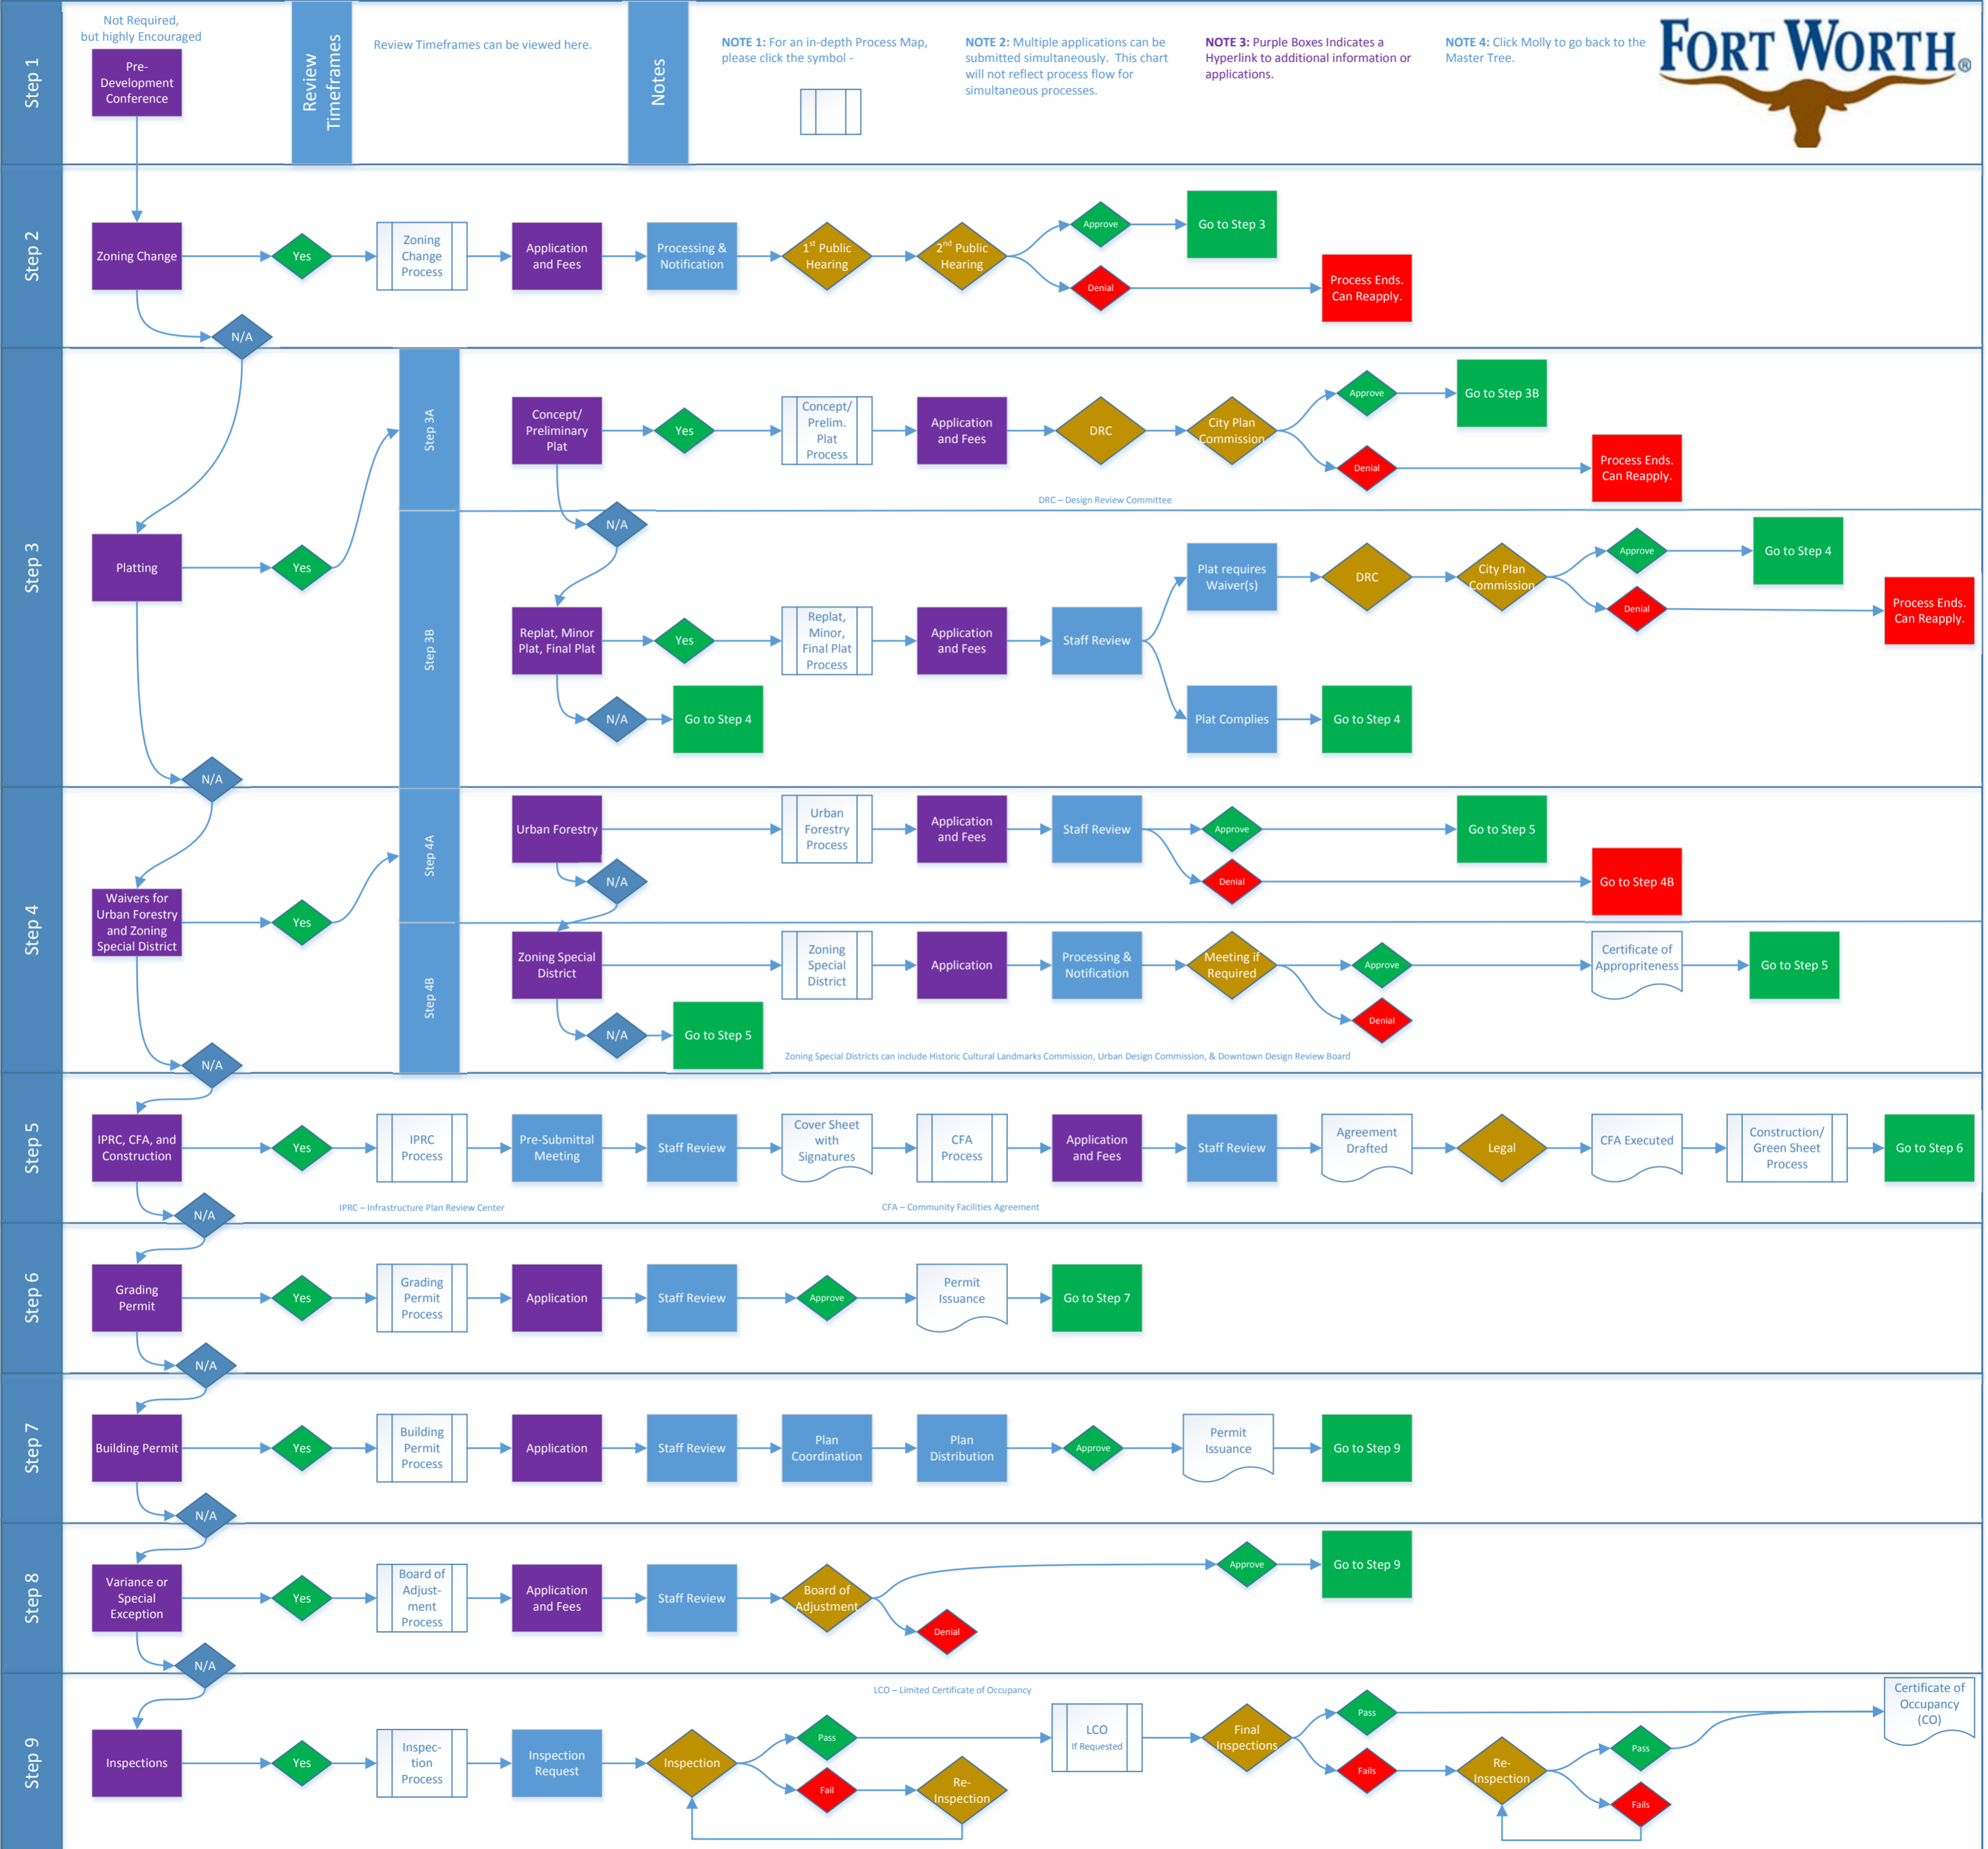 Step 1
Not Required,
but highly Encouraged
Pre-
Development
Conference
Review
Timeframes
Review Timeframes can be viewed here.
Notes
NOTE 1: For an in-depth Process Map,
please click the symbol -
NOTE 2: Multiple applications can be
submitted simultaneously. This chart
will not reflect process flow for
simultaneous processes.
NOTE 3: Purple Boxes Indicates a
Hyperlink to additional information or
applications.
NOTE 4: Click Molly to go back to the
Master Tree.
FORT WORTH®
Step 2
Zoning Change
Yes
Zoning
Change
Process
Application
and Fees
Processing &
Notification
1st Public
Hearing
2nd Public
Hearing
Approve
Go to Step 3
Denial
Process Ends.
Can Reapply.
N/A
Step 3
Platting
Yes
N/A
Step 3A
Concept/
Preliminary
Plat
Yes
Concept/
Prelim.
Plat
Process
Application
and Fees
DRC
City Plan
Commission
Approve
Go to Step 3B
Denial
Process Ends.
Can Reapply.
DRC – Design Review Committee
N/A
Step 3B
Replat, Minor
Plat, Final Plat
Yes
Replat,
Minor,
Final Plat
Process
Application
and Fees
Staff Review
Plat requires
Waiver(s)
DRC
City Plan
Commission
Approve
Go to Step 4
Denial
Process Ends.
Can Reapply.
N/A
Go to Step 4
Plat Complies
Go to Step 4
Step 4
Waivers for
Urban Forestry
and Zoning
Special District
Yes
N/A
Step 4A
Urban Forestry
Urban
Forestry
Process
Application
and Fees
Staff Review
Approve
Go to Step 5
Denial
Go to Step 4B
N/A
Step 4B
Zoning Special
District
Zoning
Special
District
Application
Processing &
Notification
Meeting if
Required
Approve
Certificate of
Appropriteness
Go to Step 5
Denial
N/A
Go to Step 5
Zoning Special Districts can include Historic Cultural Landmarks Commission, Urban Design Commission, & Downtown Design Review Board
Step 5
IPRC, CFA, and
Construction
Yes
IPRC
Process
Pre-Submittal
Meeting
Staff Review
Cover Sheet
with
Signatures
CFA
Process
Application
and Fees
Staff Review
Agreement
Drafted
Legal
CFA Executed
Construction/
Green Sheet
Process
Go to Step 6
N/A
IPRC – Infrastructure Plan Review Center
CFA – Community Facilities Agreement
Step 6
Grading
Permit
Yes
Grading
Permit
Process
Application
Staff Review
Approve
Permit
Issuance
Go to Step 7
N/A
Step 7
Building Permit
Yes
Building
Permit
Process
Application
Staff Review
Plan
Coordination
Plan
Distribution
Approve
Permit
Issuance
Go to Step 9
N/A
Step 8
Variance or
Special
Exception
Yes
Board of
Adjust-
ment
Process
Application
and Fees
Staff Review
Board of
Adjustment
Approve
Go to Step 9
Denial
N/A
Step 9
LCO – Limited Certificate of Occupancy
Inspections
Yes
Inspec-
tion
Process
Inspection
Request
Inspection
Pass
Fail
Re-
Inspection
LCO
If Requested
Final
Inspections
Pass
Fails
Re-
Inspection
Pass
Fails
Certificate of
Occupancy
(CO)